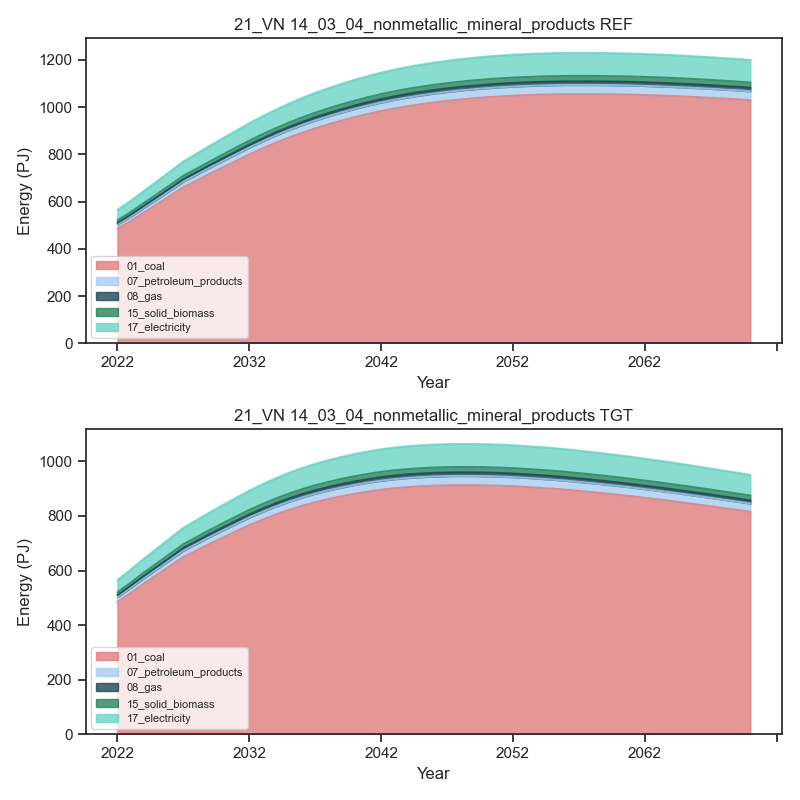 21_VN 14_03_04_nonmetallic_mineral_products REF
Energy (PJ)
1200
1000
800
600
400
200
0
01_coal
07_petroleum_products
08_gas
15_solid_biomass
17_electricity
2022 2032 2042 2052 2062
Year
21_VN 14_03_04_nonmetallic_mineral_products TGT
Energy (PJ)
1000
800
600
400
200
0
01_coal
07_petroleum_products
08_gas
15_solid_biomass
17_electricity
2022 2032 2042 2052 2062
Year